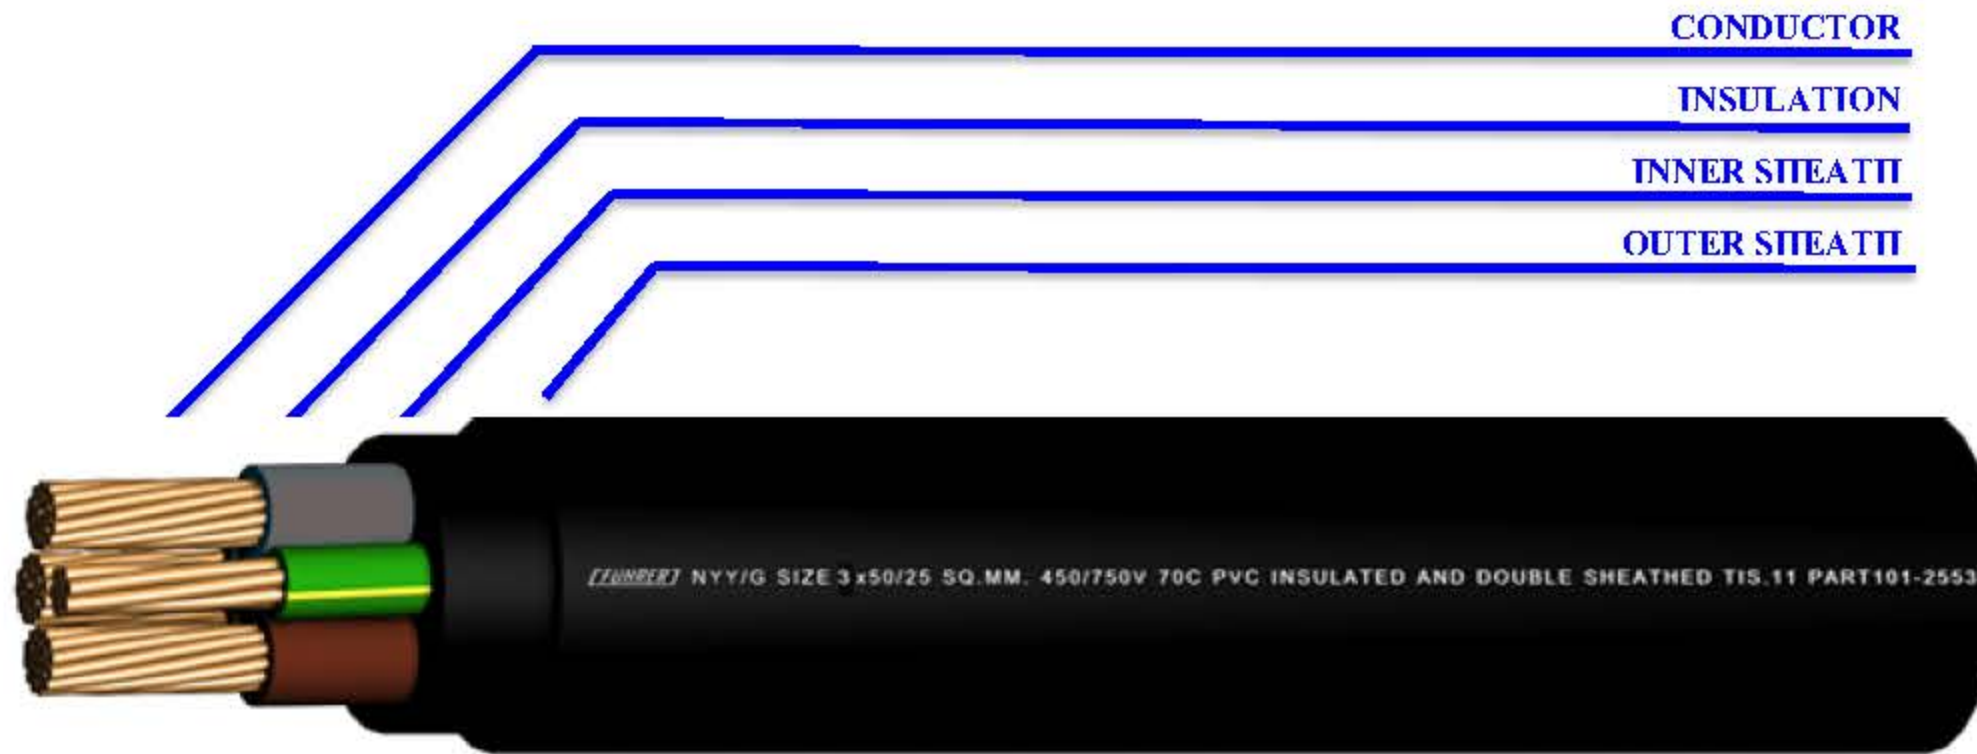 CONDUCTOR
INSULATION
INNER SHEATH
OUTER SHEATH
[FUHRER] NYY/G SIZE 3x50/25 SQ.MM. 450/750V 70C PVC INSULATED AND DOUBLE SHEATHED TIS.11 PART101-2553